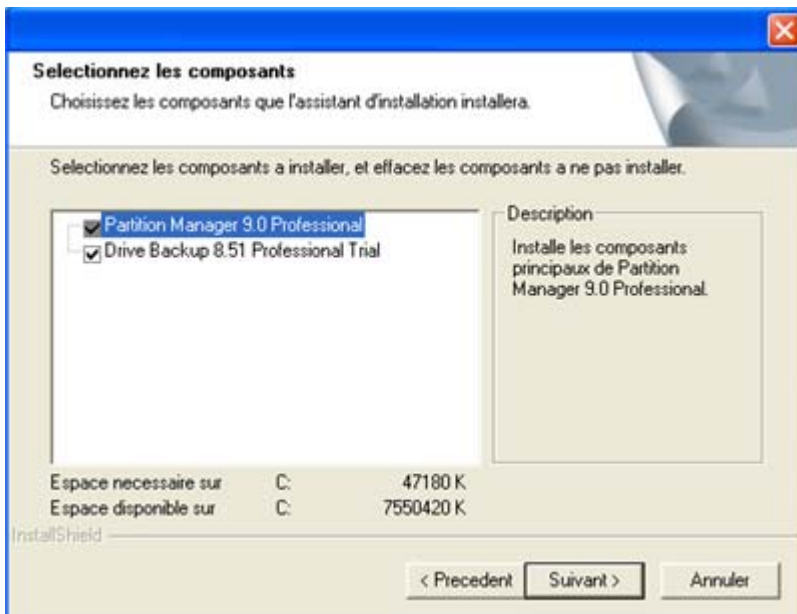 Selectionnez les composants
Choisissez les composants que l'assistant d'installation installera.
Selectionnez les composants a installer, et effacez les composants a ne pas installer.
Partition Manager 9.0 Professional
Drive Backup 8.51 Professional Trial
Description
Installe les composants
principaux de Partition
Manager 9.0 Professional.
Espace necessaire sur C: 47180 K
Espace disponible sur C: 7550420 K
InstallShield
< Precedent Suivant > Annuler